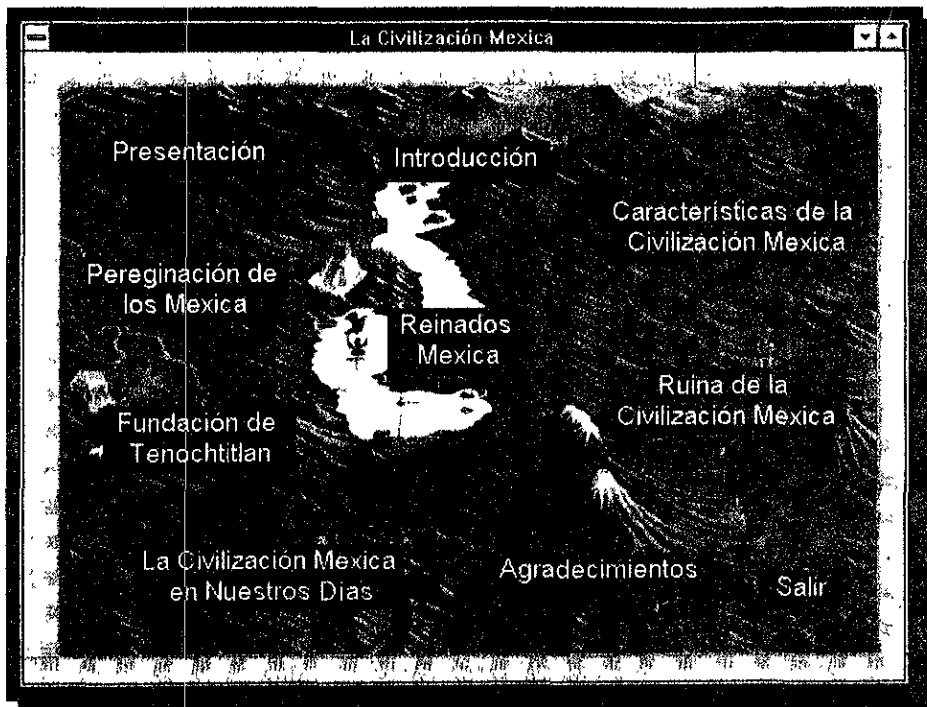 La Civilización Mexica
Presentación
Introducción
Características de la
Civilización Mexica
Pereginación de
los Mexica
Reinados
Mexica
Ruina de la
Civilización Mexica
Fundación de
Tenochtitlan
La Civilización Mexica
en Nuestros Días
Agradecimientos
Salir